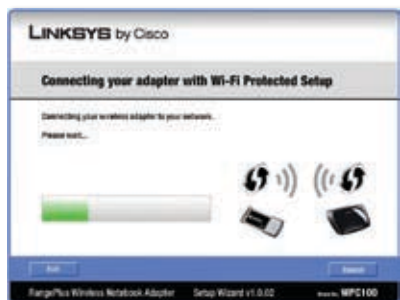 LINKSYS by Cisco
Connecting your adapter with Wi-Fi Protected Setup
Connecting your wireless adapter to your network.
Please wait...
Exit
RangePlus Wireless Notebook Adapter Setup Wizard v1.0.02 WPC100